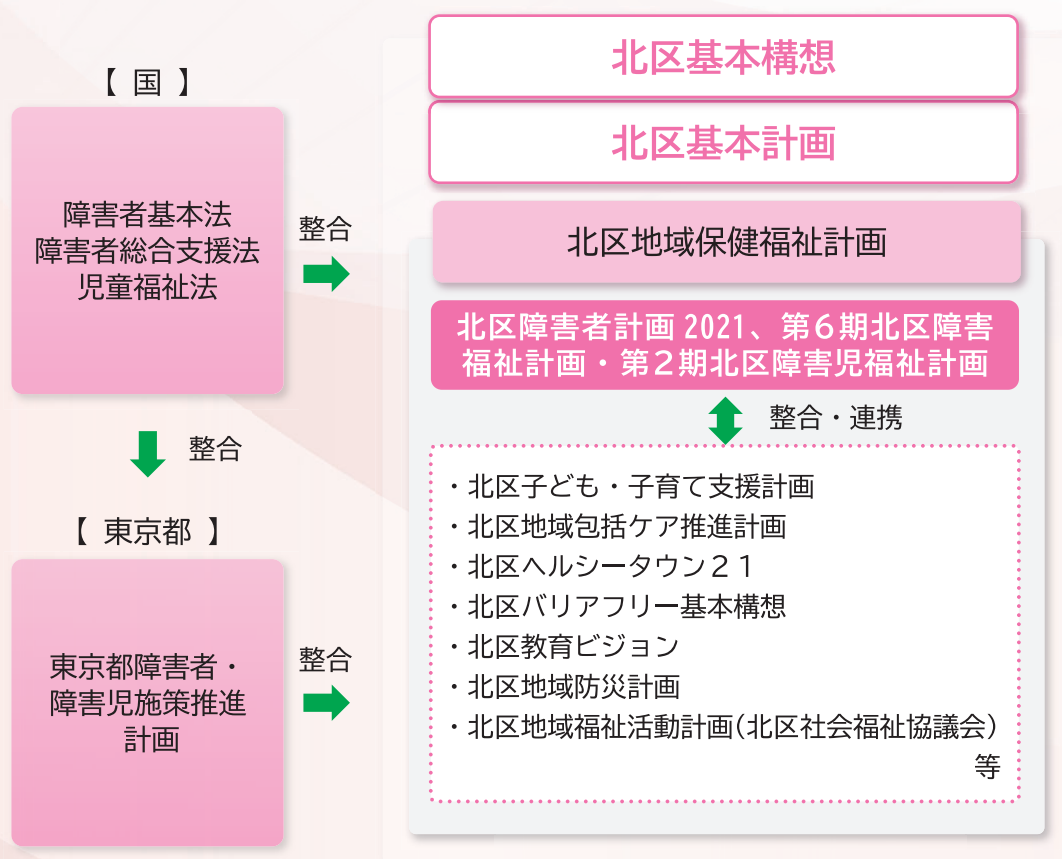 【 国 】
障害者基本法
障害者総合支援法
児童福祉法
整合
整合
【 東京都 】
東京都障害者・
障害児施策推進
計画
整合
北区基本構想
北区基本計画
北区地域保健福祉計画
北区障害者計画 2021、第６期北区障害
福祉計画・第２期北区障害児福祉計画
整合・連携
・北区子ども・子育て支援計画
・北区地域包括ケア推進計画
・北区ヘルシータウン２１
・北区バリアフリー基本構想
・北区教育ビジョン
・北区地域防災計画
・北区地域福祉活動計画(北区社会福祉協議会)
等